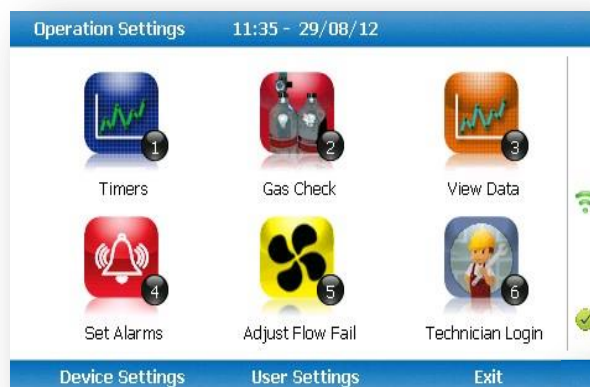 Operation Settings 11:35 - 29/08/12
1 2 3
Timers Gas Check View Data
4 5 6
Set Alarms Adjust Flow Fail Technician Login
Device Settings User Settings Exit